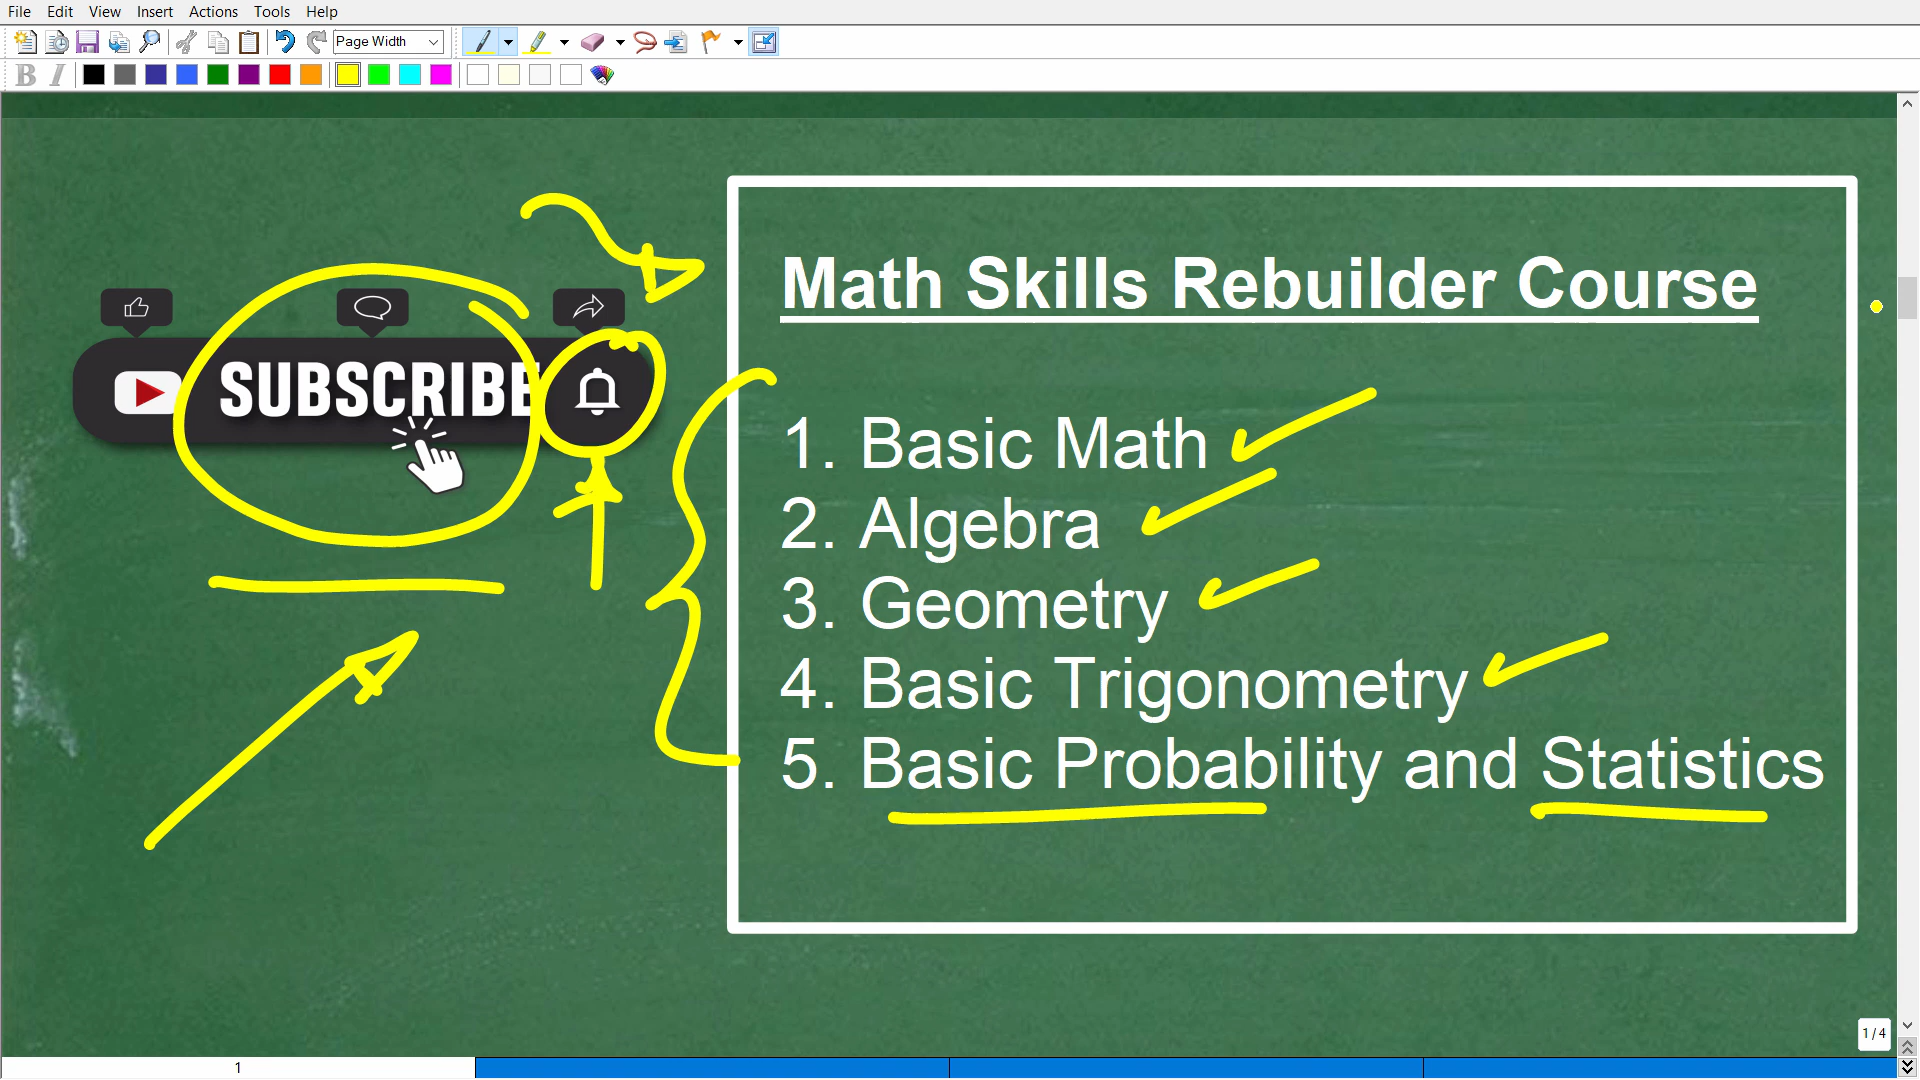 File Edit View Insert Actions Tools Help
Page Width
B I
SUBSCRIBE
Math Skills Rebuilder Course
1. Basic Math
2. Algebra
3. Geometry
4. Basic Trigonometry
5. Basic Probability and Statistics
1 / 4
1